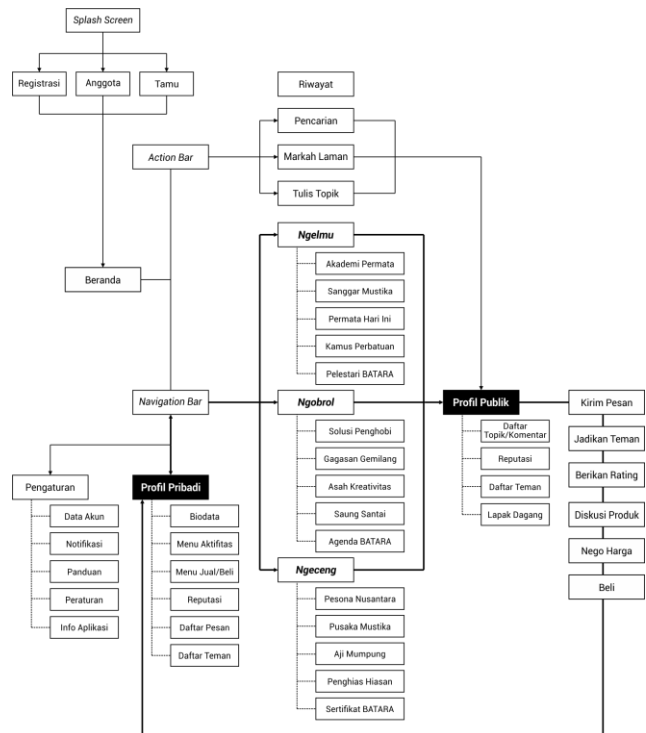 Splash Screen
Registrasi
Anggota
Tamu
Riwayat
Pencarian
Action Bar
Markah Laman
Tulis Topik
Ngelmu
Akademi Permata
Beranda
Sanggar Mustika
Permata Hari Ini
Kamus Perbatuan
Pelestari BATARA
Navigation Bar
Ngobrol
Profil Publik
Kirim Pesan
Solusi Penghobi
Gagasan Gemilang
Asah Kreativitas
Saung Santai
Agenda BATARA
Daftar
Topik/Komentar
Reputasi
Daftar Teman
Lapak Dagang
Jadikan Teman
Berikan Rating
Diskusi Produk
Nego Harga
Beli
Pengaturan
Data Akun
Notifikasi
Panduan
Peraturan
Info Aplikasi
Profil Pribadi
Biodata
Menu Aktifitas
Menu Jual/Beli
Reputasi
Daftar Pesan
Daftar Teman
Ngeceng
Pesona Nusantara
Pusaka Mustika
Aji Mumpung
Penghias Hiasan
Sertifikat BATARA